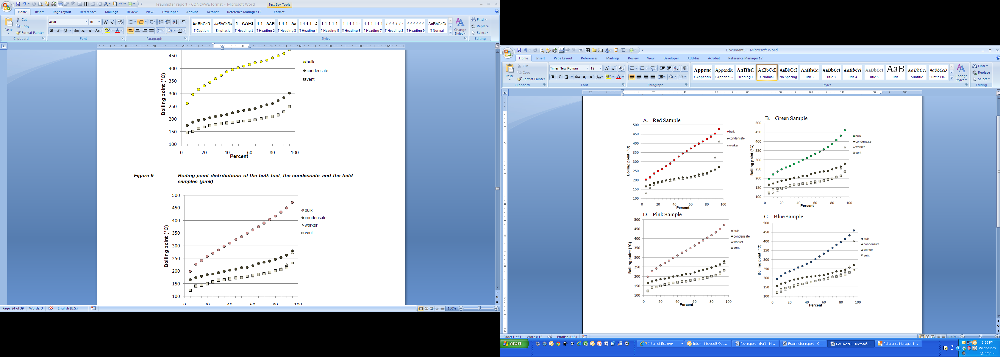 Fraunhofer report - CONCAWE format - Microsoft Word
Text Box Tools
Home Insert Page Layout References Mailings Review View Developer Add-Ins Acrobat Reference Manager 12 Format
Paste
Cut
Copy
Format Painter
Clipboard
Arial 10
Font
Paragraph
AaBbCcD AaBbCcDc 1. AABI 1.1. AAB 1.1.1. Aa 1.1.1.1. A 1.1.1.1.1. 1.1.1.1.1.1 1.1.1.1.1.1 1.1.1.1.1.1.: 1.1.1.1.1.1. AaBbCcD
¶ Caption Emphasis ¶ Heading 1 ¶ Heading 2 ¶ Heading 3 ¶ Heading 4 ¶ Heading 5 ¶ Heading 6 ¶ Heading 7 ¶ Heading 8 ¶ Heading 9 ¶ Normal
Change Styles
Styles
Find
Replace
Select
Editing
60 40 20 20 60 80 100 120
450
400
350
300
250
200
150
100
Boiling point (°C)
0 20 40 60 80 100
Percent
bulk
condensate
vent
Figure 9 Boiling point distributions of the bulk fuel, the condensate and the field
samples (pink)
500
450
400
350
300
250
200
150
100
Boiling point (°C)
0 20 40 60 80 100
bulk
condensate
worker
vent
Page: 24 of 39 Words: 3 English (U.S.) 130%
Document3 - Microsoft Word
Home Insert Page Layout References Mailings Review View Developer Add-Ins Acrobat Reference Manager 12
Paste
Cut
Copy
Format Painter
Clipboard
Times New Roman 12
Font
Paragraph
Append Appendix AaBbC AaBbCcI AaBbCcI AaBbCc AaBbCcI AaBbCcI AaBbCcI AaB AaBbCc. AaBbCcD
¶ Appendix ¶ Appendi... Heading 1 ¶ Normal No Spacing Title 2 Title 3 Title 4 Title 5 Title Subtitle Subtle Em...
Change Styles
Styles
Find
Replace
Select
Editing
20 20 40 60 80 100 120 140 160 180
A. Red Sample
500
450
400
350
300
250
200
150
100
Boiling point (°C)
0 20 40 60 80 100
Percent
bulk
condensate
worker
B. Green Sample
500
450
400
350
300
250
200
150
100
Boiling point (°C)
0 20 40 60 80 100
Percent
bulk
condensate
worker
vent
D. Pink Sample
500
450
400
350
300
250
200
150
100
Boiling point (°C)
0 20 40 60 80 100
Percent
bulk
condensate
worker
vent
C. Blue Sample
500
450
400
350
300
250
200
150
100
Boiling point (°C)
0 20 40 60 80 100
Percent
bulk
condensate
worker
vent
Page: 1 of 1 Words: 12 English (U.S.) 140%
start
7 Internet Explorer
Inbox - Microsoft Out...
Risk report - draft - M...
Fraunhofer report - C...
Document3 - Microsof...
Reference Manager 1...
3:36 PM
Wednesday
3/19/2014